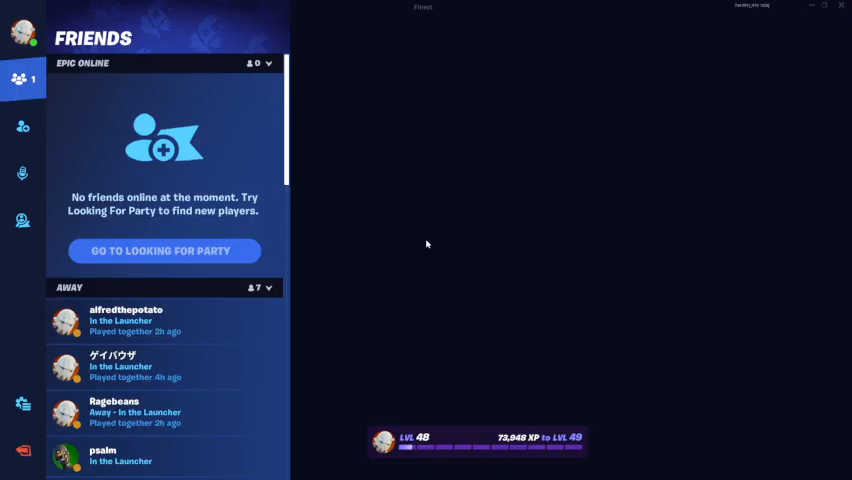 Finest
FRIENDS
1
EPIC ONLINE
0
No friends online at the moment. Try
Looking For Party to find new players.
GO TO LOOKING FOR PARTY
AWAY
7
alfredthepotato
In the Launcher
Played together 2h ago
ゲイバウザ
In the Launcher
Played together 4h ago
Ragebeans
Away - In the Launcher
Played together 2h ago
psalm
In the Launcher
LVL 48
73,948 XP to LVL 49